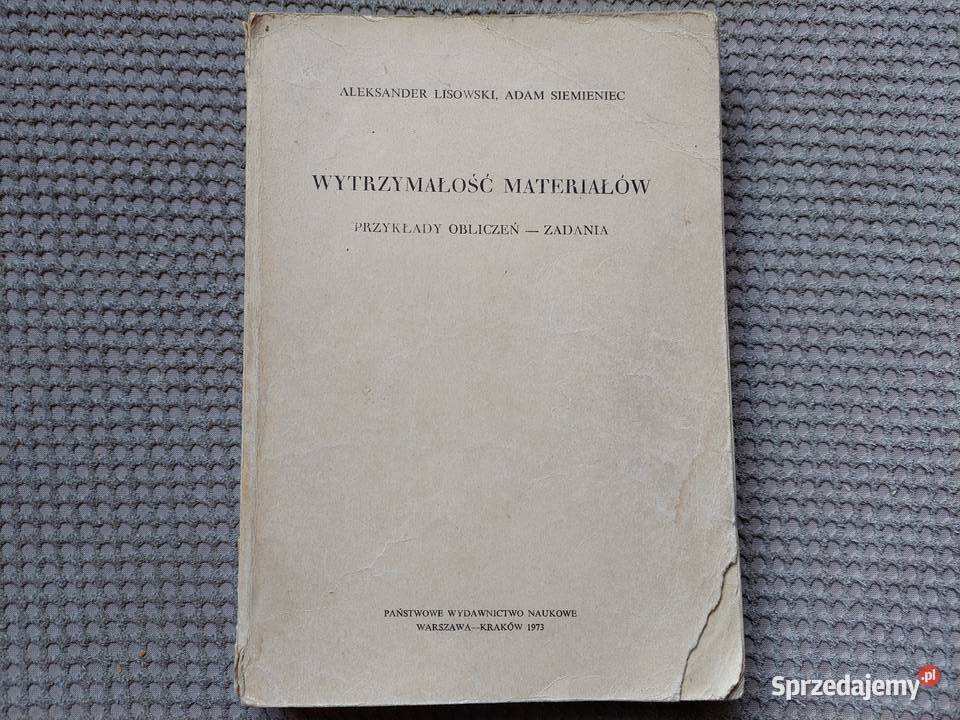 ALEKSANDER LISOWSKI, ADAM SIEMIENIEC
WYTRZYMAŁOŚĆ MATERIAŁÓW
PRZYKŁADY OBLICZEŃ — ZADANIA
PAŃSTWOWE WYDAWNICTWO NAUKOWE
WARSZAWA—KRAKÓW 1973
Sprzedajemy.pl